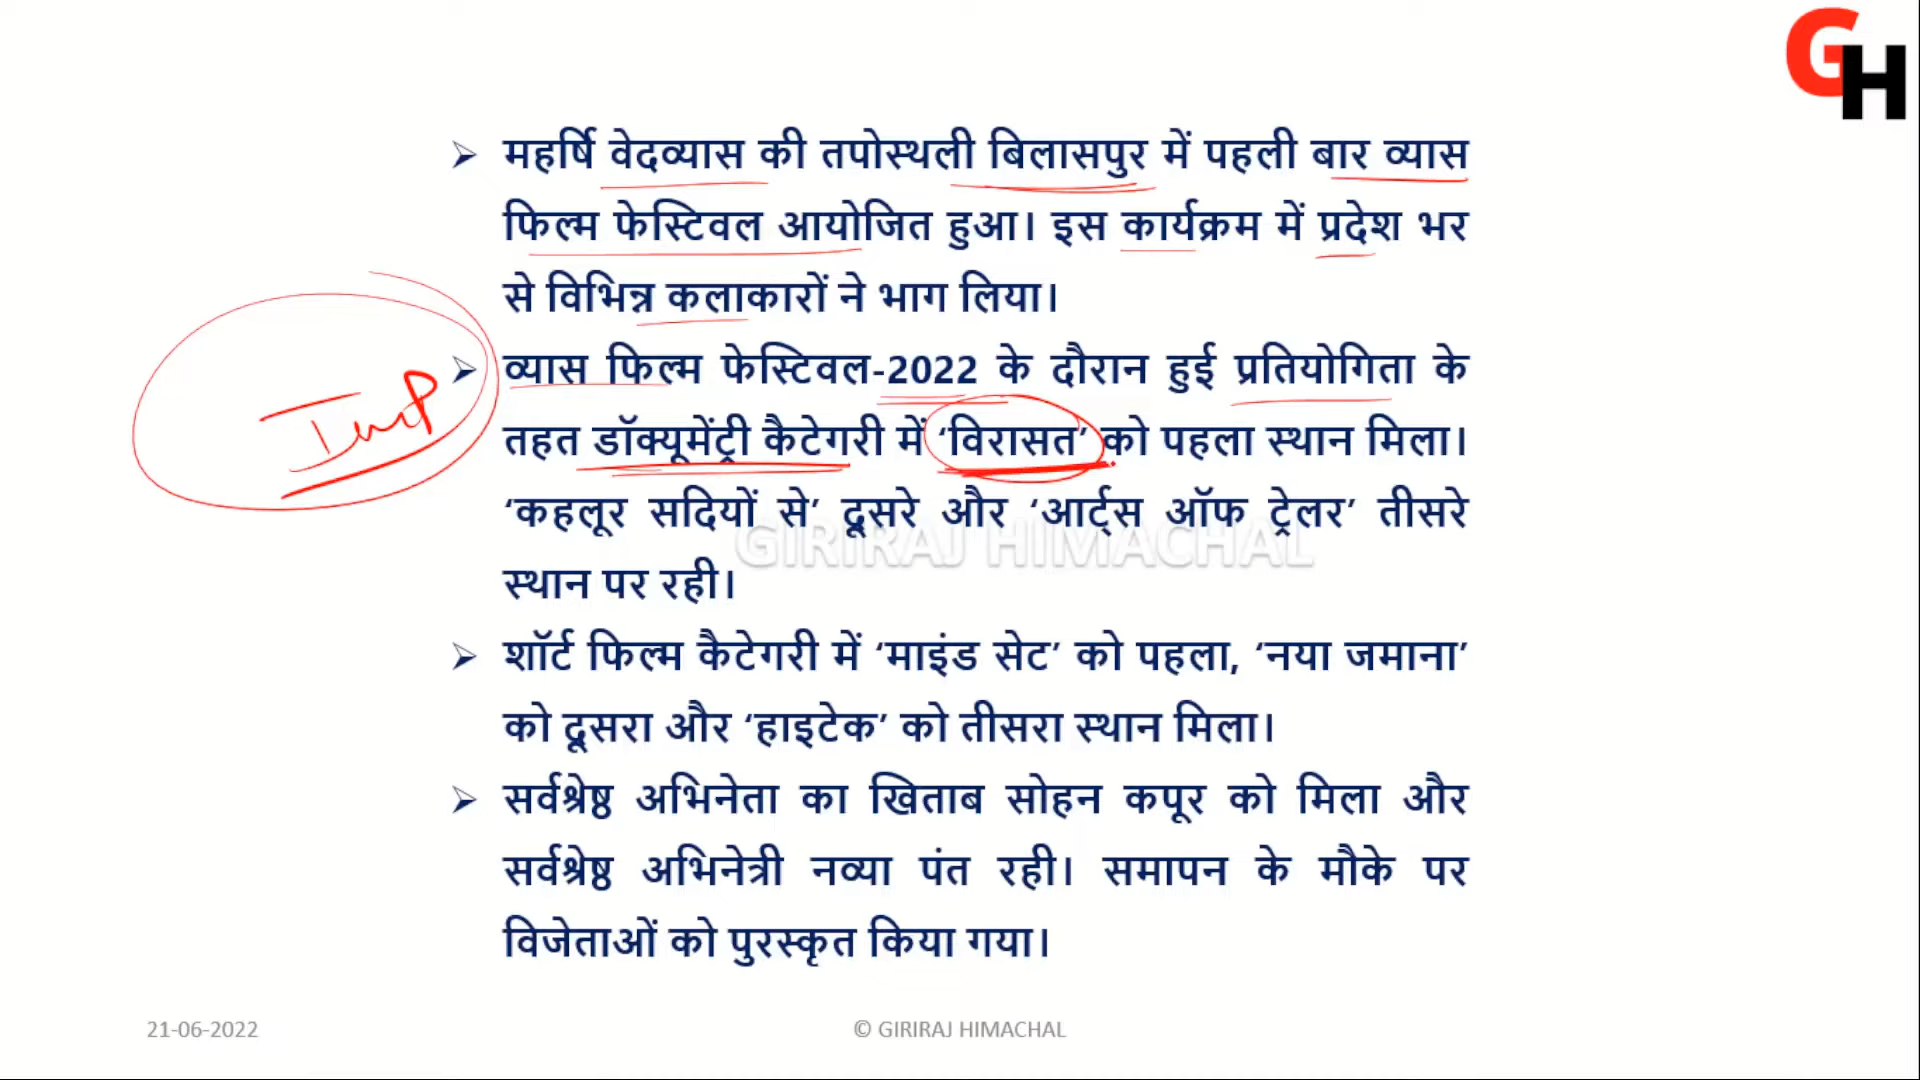 GH
महर्षि वेदव्यास की तपोस्थली बिलासपुर में पहली बार व्यास
फिल्म फेस्टिवल आयोजित हुआ। इस कार्यक्रम में प्रदेश भर
से विभिन्न कलाकारों ने भाग लिया।
व्यास फिल्म फेस्टिवल-2022 के दौरान हुई प्रतियोगिता के
Imp
तहत डॉक्यूमेंट्री कैटेगरी में ‘विरासत’ को पहला स्थान मिला।
‘कहलूर सदियों से’ दूसरे और ‘आर्ट्स ऑफ ट्रेलर’ तीसरे
GIRIRAJ HIMACHAL
स्थान पर रही।
शॉर्ट फिल्म कैटेगरी में ‘माइंड सेट’ को पहला, ‘नया जमाना’
को दूसरा और ‘हाइटेक’ को तीसरा स्थान मिला।
सर्वश्रेष्ठ अभिनेता का खिताब सोहन कपूर को मिला और
सर्वश्रेष्ठ अभिनेत्री नव्या पंत रही। समापन के मौके पर
विजेताओं को पुरस्कृत किया गया।
21-06-2022
© GIRIRAJ HIMACHAL